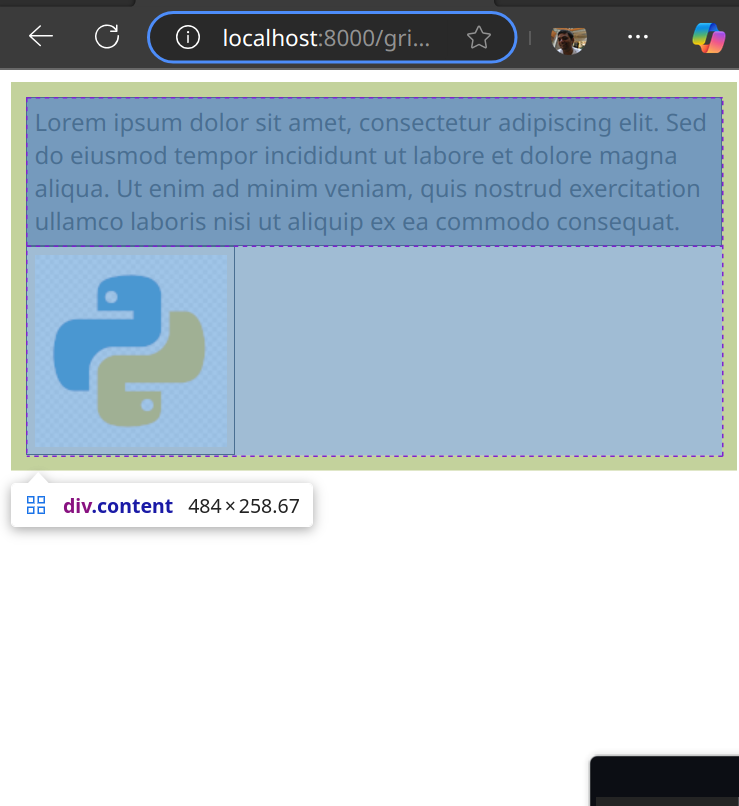 localhost:8000/gri...
Lorem ipsum dolor sit amet, consectetur adipiscing elit. Sed
do eiusmod tempor incididunt ut labore et dolore magna
aliqua. Ut enim ad minim veniam, quis nostrud exercitation
ullamco laboris nisi ut aliquip ex ea commodo consequat.
div.content 484×258.67